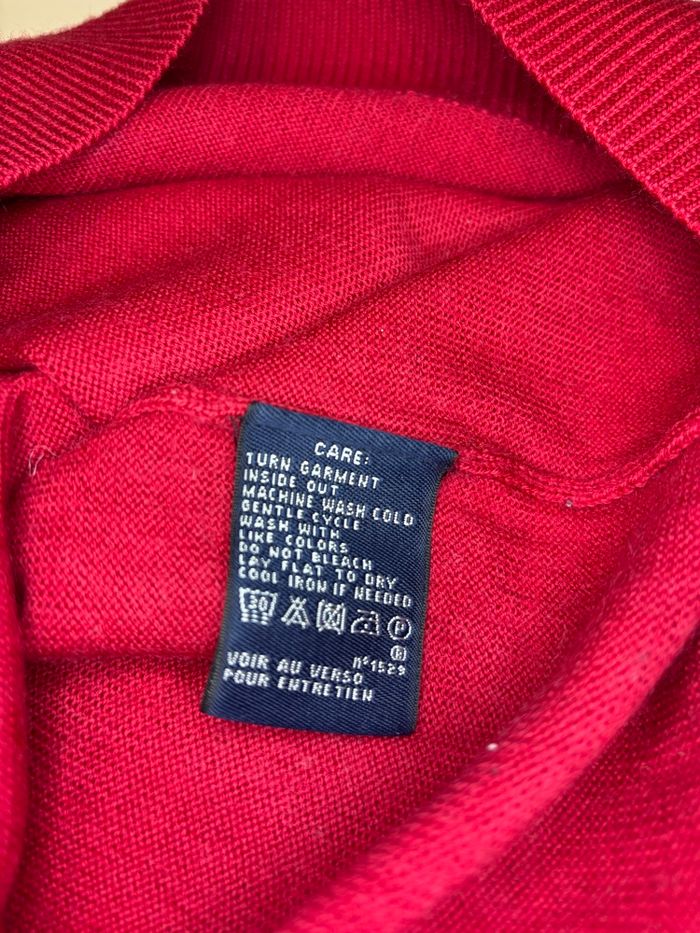 CARE:
TURN GARMENT
INSIDE OUT
MACHINE WASH COLD
GENTLE CYCLE
WASH WITH
LIKE COLORS
DO NOT BLEACH
LAY FLAT TO DRY
COOL IRON IF NEEDED
30 P
®
n°1529
VOIR AU VERSO
POUR ENTRETIEN